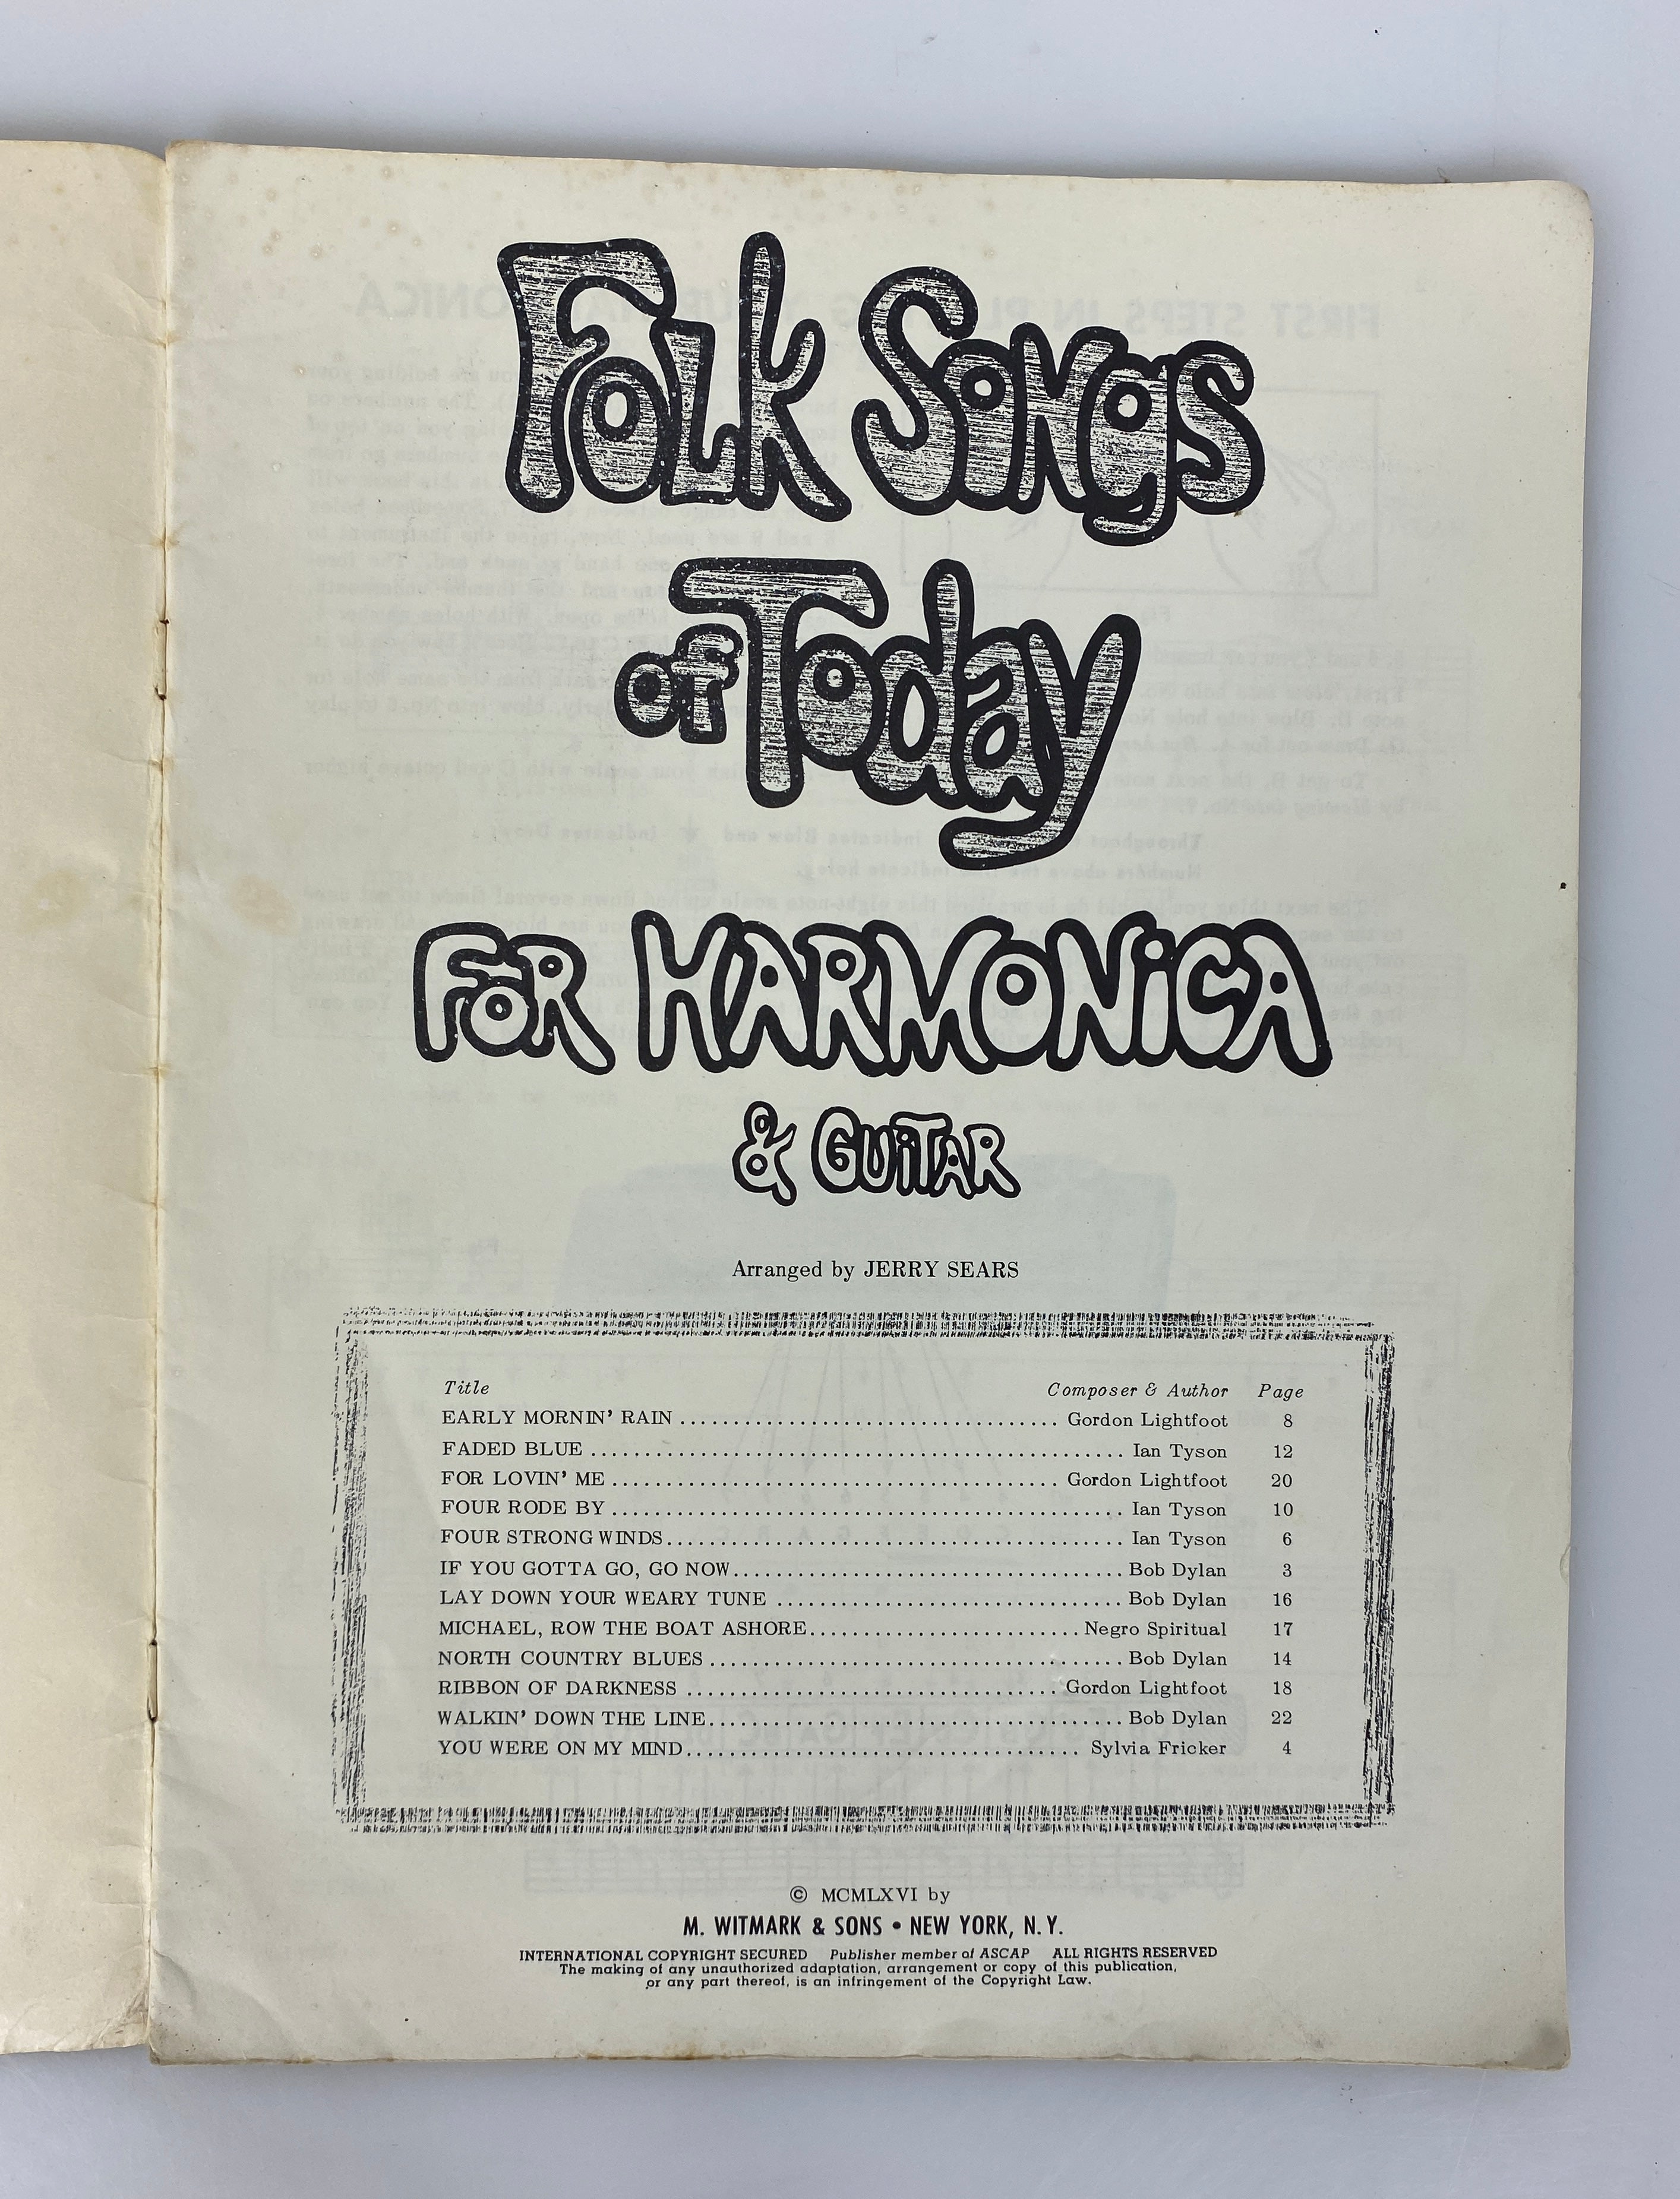 Folk Songs
of Today
FOR HARMONiCA
& GUiTAR
Arranged by JERRY SEARS
Title Composer & Author Page
EARLY MORNIN' RAIN .................................... Gordon Lightfoot 8
FADED BLUE .................................................. Ian Tyson 12
FOR LOVIN' ME .......................................... Gordon Lightfoot 20
FOUR RODE BY ................................................ Ian Tyson 10
FOUR STRONG WINDS........................................... Ian Tyson 6
IF YOU GOTTA GO, GO NOW..................................... Bob Dylan 3
LAY DOWN YOUR WEARY TUNE ................................ Bob Dylan 16
MICHAEL, ROW THE BOAT ASHORE......................... Negro Spiritual 17
NORTH COUNTRY BLUES ....................................... Bob Dylan 14
RIBBON OF DARKNESS ................................... Gordon Lightfoot 18
WALKIN' DOWN THE LINE....................................... Bob Dylan 22
YOU WERE ON MY MIND..................................... Sylvia Fricker 4
© MCMLXVI by
M. WITMARK & SONS • NEW YORK, N. Y.
INTERNATIONAL COPYRIGHT SECURED Publisher member of ASCAP ALL RIGHTS RESERVED
The making of any unauthorized adaptation, arrangement or copy of this publication,
or any part thereof, is an infringement of the Copyright Law.